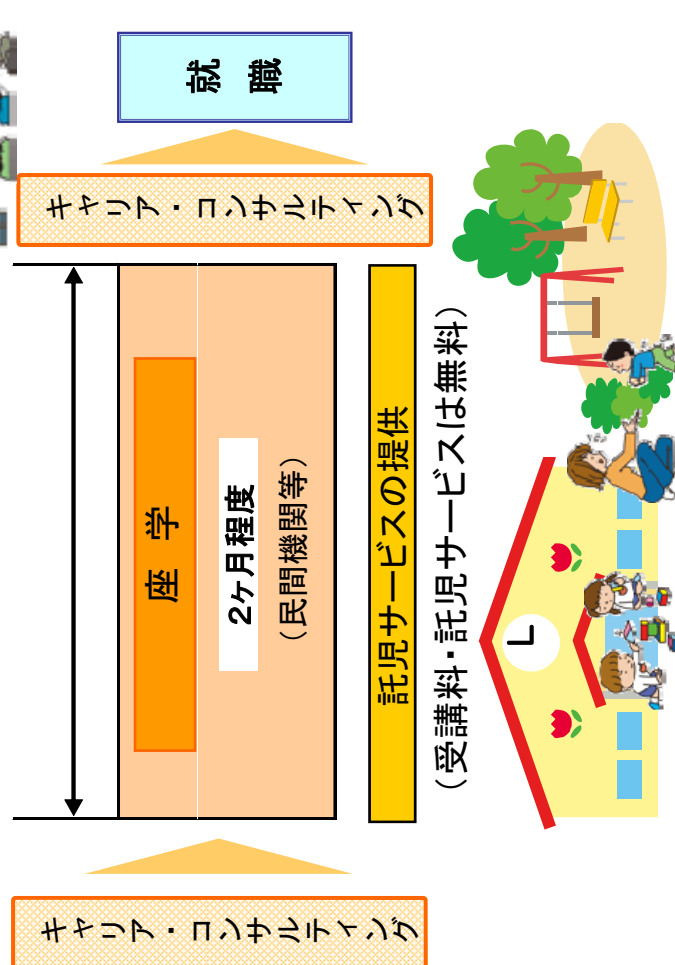 キャリア・コンサルティング
座 学
2ヶ月程度
（民間機関等）
託児サービスの提供
（受講料・託児サービスは無料）
キャリア・コンサルティング
就 職